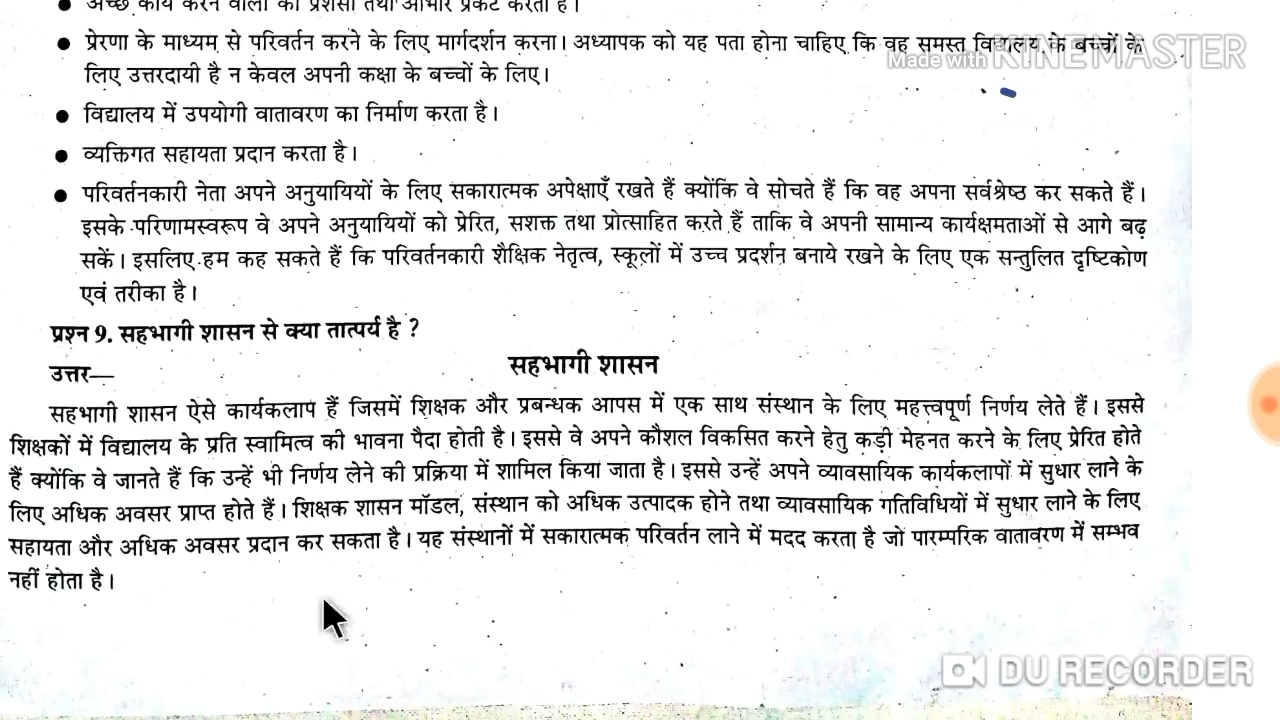 ● अच्छे कार्य करने वालों की प्रशंसा तथा आभार प्रकट करता है।
● प्रेरणा के माध्यम से परिवर्तन करने के लिए मार्गदर्शन करना। अध्यापक को यह पता होना चाहिए कि वह समस्त विद्यालय के बच्चों के
लिए उत्तरदायी है न केवल अपनी कक्षा के बच्चों के लिए।
Made with KINEMASTER
● विद्यालय में उपयोगी वातावरण का निर्माण करता है।
● व्यक्तिगत सहायता प्रदान करता है।
● परिवर्तनकारी नेता अपने अनुयायियों के लिए सकारात्मक अपेक्षाएँ रखते हैं क्योंकि वे सोचते हैं कि वह अपना सर्वश्रेष्ठ कर सकते हैं।
इसके परिणामस्वरूप वे अपने अनुयायियों को प्रेरित, सशक्त तथा प्रोत्साहित करते हैं ताकि वे अपनी सामान्य कार्यक्षमताओं से आगे बढ़
सकें। इसलिए हम कह सकते हैं कि परिवर्तनकारी शैक्षिक नेतृत्व, स्कूलों में उच्च प्रदर्शन बनाये रखने के लिए एक सन्तुलित दृष्टिकोण
एवं तरीका है।
प्रश्न 9. सहभागी शासन से क्या तात्पर्य है ?
उत्तर—
सहभागी शासन
सहभागी शासन ऐसे कार्यकलाप हैं जिसमें शिक्षक और प्रबन्धक आपस में एक साथ संस्थान के लिए महत्त्वपूर्ण निर्णय लेते हैं। इससे
शिक्षकों में विद्यालय के प्रति स्वामित्व की भावना पैदा होती है। इससे वे अपने कौशल विकसित करने हेतु कड़ी मेहनत करने के लिए प्रेरित होते
हैं क्योंकि वे जानते हैं कि उन्हें भी निर्णय लेने की प्रक्रिया में शामिल किया जाता है। इससे उन्हें अपने व्यावसायिक कार्यकलापों में सुधार लाने के
लिए अधिक अवसर प्राप्त होते हैं। शिक्षक शासन मॉडल, संस्थान को अधिक उत्पादक होने तथा व्यावसायिक गतिविधियों में सुधार लाने के लिए
सहायता और अधिक अवसर प्रदान कर सकता है। यह संस्थानों में सकारात्मक परिवर्तन लाने में मदद करता है जो पारम्परिक वातावरण में सम्भव
नहीं होता है।
DU RECORDER